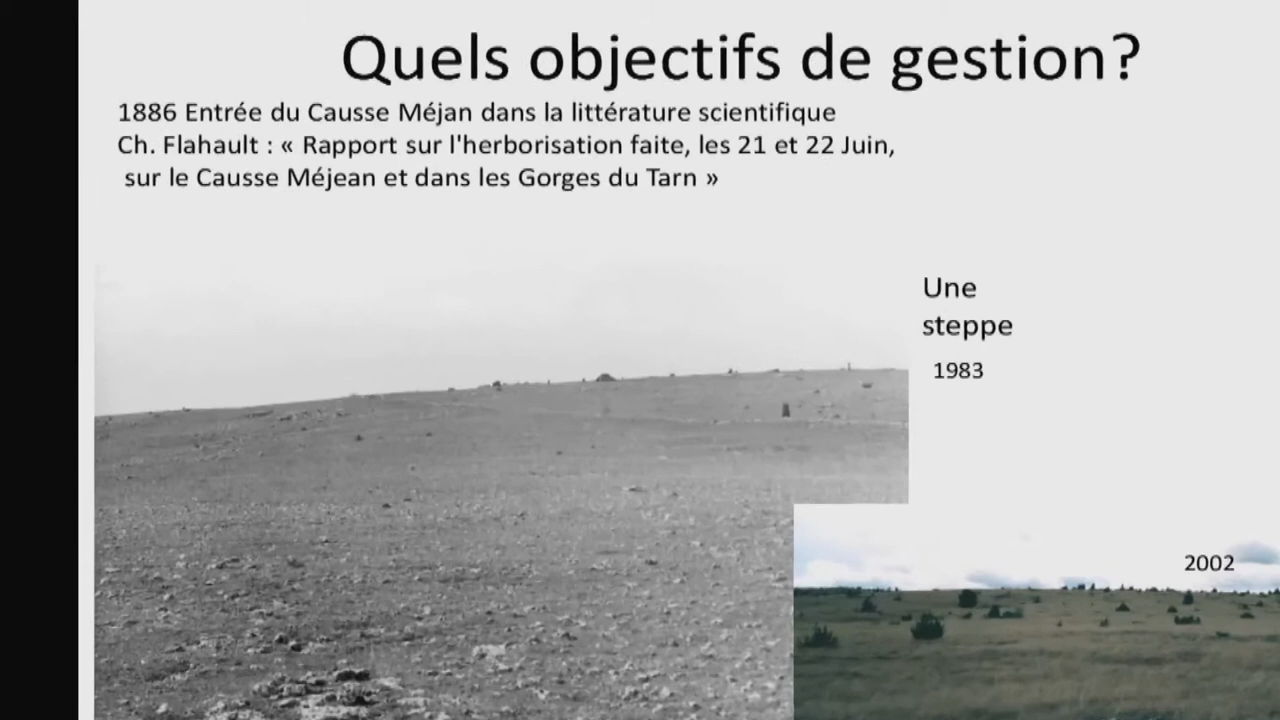 Quels objectifs de gestion?
1886 Entrée du Causse Méjan dans la littérature scientifique
Ch. Flahault : « Rapport sur l'herborisation faite, les 21 et 22 Juin,
sur le Causse Méjean et dans les Gorges du Tarn »
Une
steppe
1983
2002